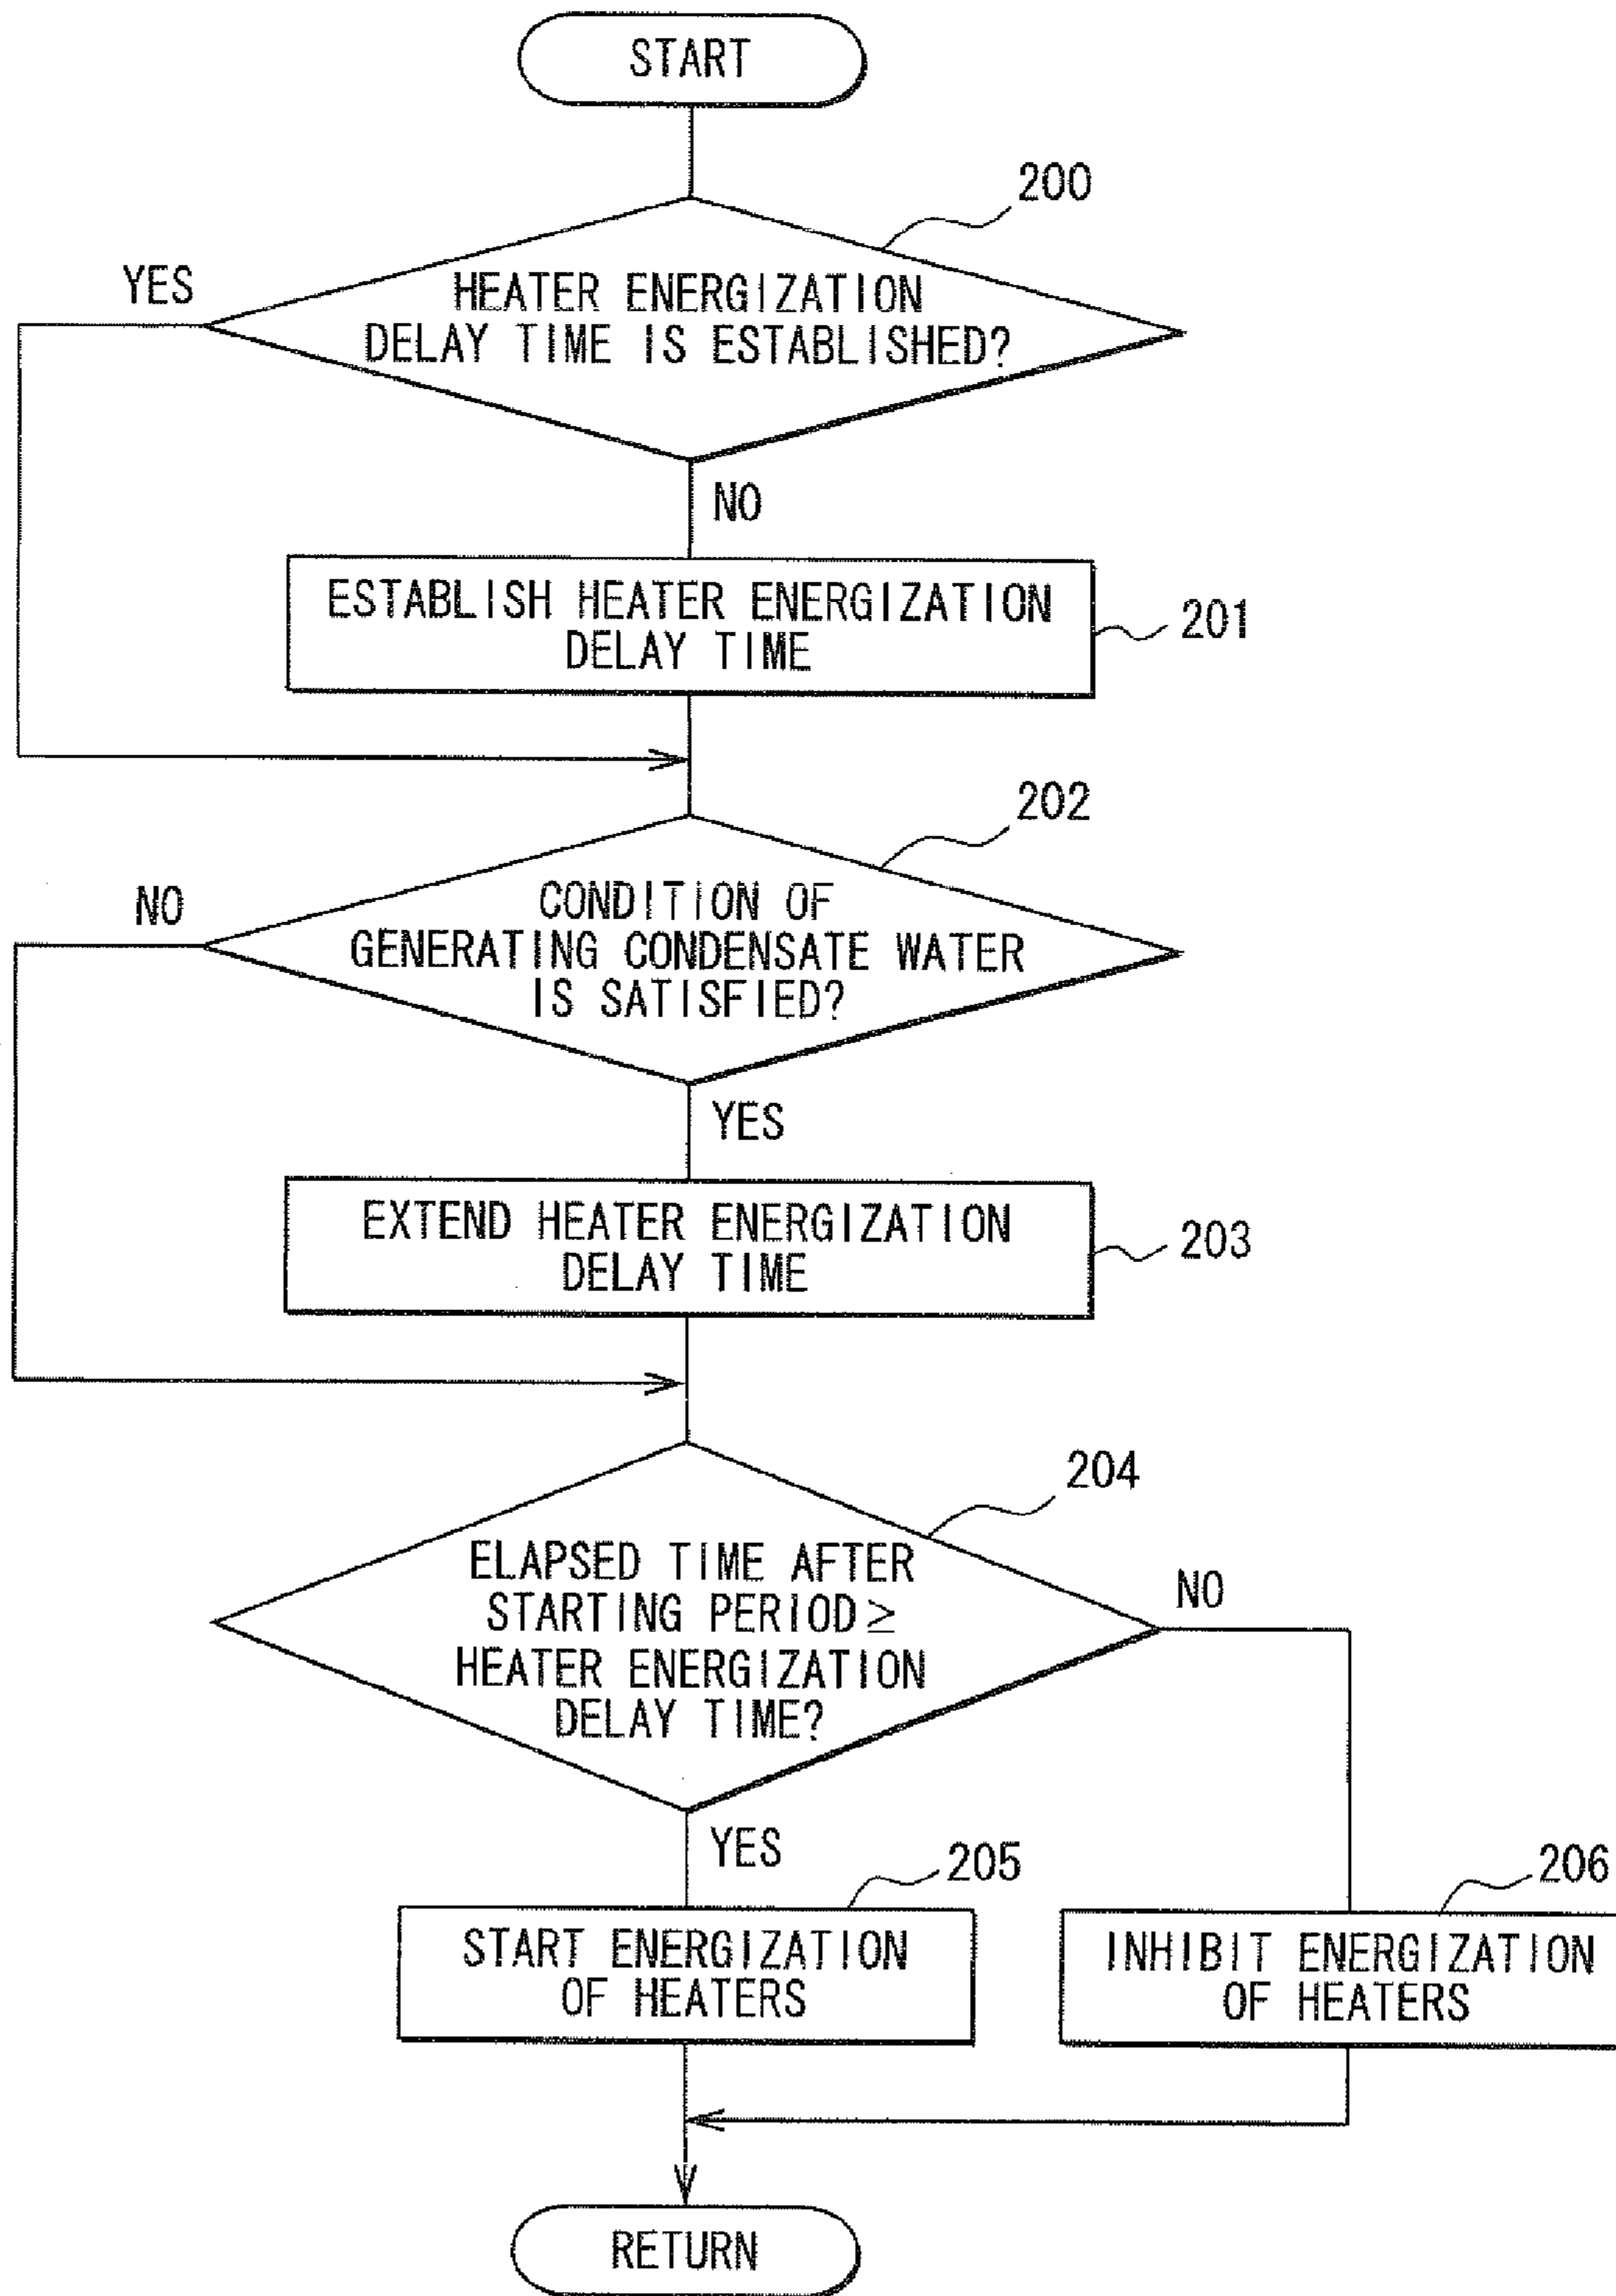 START
200
YES
HEATER ENERGIZATION
DELAY TIME IS ESTABLISHED?
NO
ESTABLISH HEATER ENERGIZATION
DELAY TIME
201
202
NO
CONDITION OF
GENERATING CONDENSATE WATER
IS SATISFIED?
YES
EXTEND HEATER ENERGIZATION
DELAY TIME
203
204
ELAPSED TIME AFTER
STARTING PERIOD≥
HEATER ENERGIZATION
DELAY TIME?
NO
YES
205
206
START ENERGIZATION
OF HEATERS
INHIBIT ENERGIZATION
OF HEATERS
RETURN